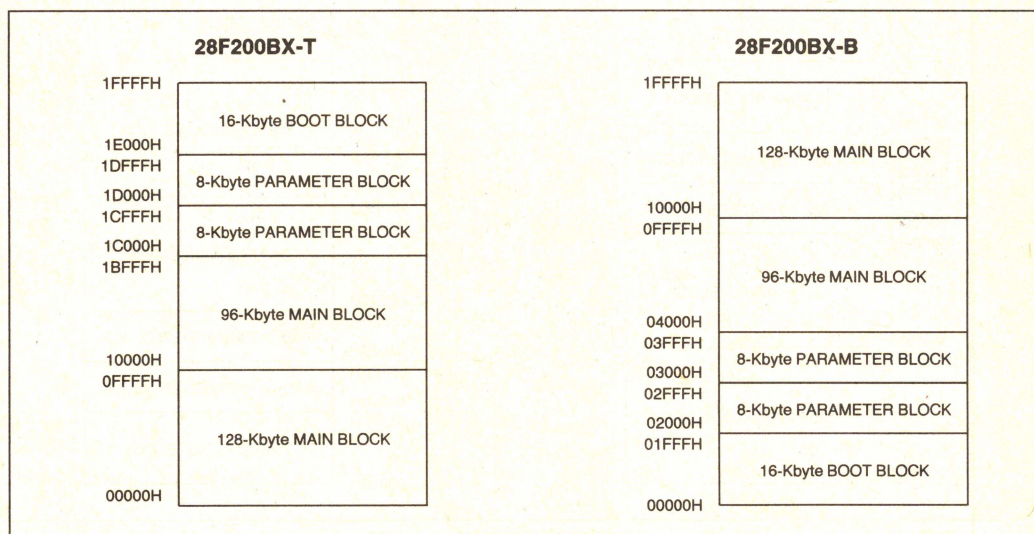 28F200BX-T
1FFFFH
16-Kbyte BOOT BLOCK
1E000H
1DFFFH
8-Kbyte PARAMETER BLOCK
1D000H
1CFFFH
8-Kbyte PARAMETER BLOCK
1C000H
1BFFFH
96-Kbyte MAIN BLOCK
10000H
0FFFFH
128-Kbyte MAIN BLOCK
00000H
28F200BX-B
1FFFFH
128-Kbyte MAIN BLOCK
10000H
0FFFFH
96-Kbyte MAIN BLOCK
04000H
03FFFH
8-Kbyte PARAMETER BLOCK
03000H
02FFFH
8-Kbyte PARAMETER BLOCK
02000H
01FFFH
16-Kbyte BOOT BLOCK
00000H